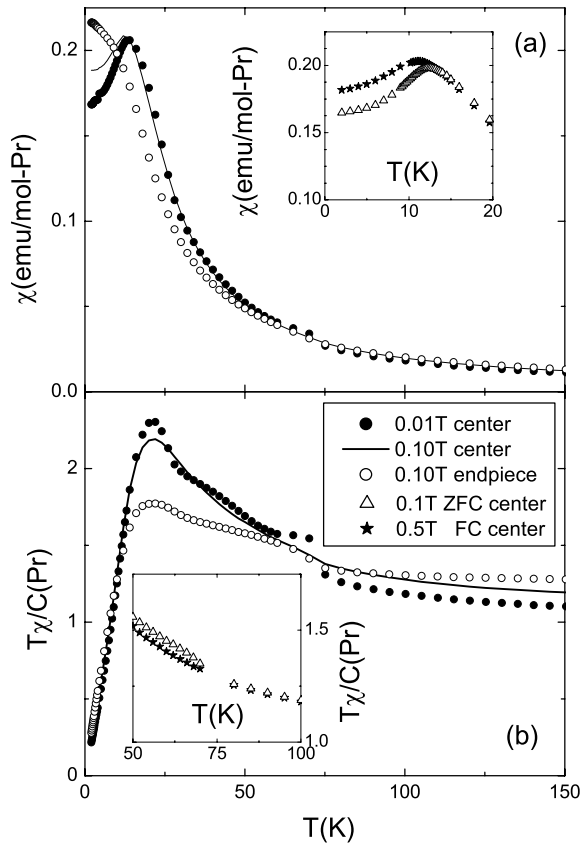 (a)
0.2
0.1
0.0
χ(emu/mol-Pr)
0.20
0.15
0.10
χ(emu/mol-Pr)
T(K)
0 10 20
0.01T center
0.10T center
0.10T endpiece
0.1T ZFC center
0.5T FC center
2
1
0
Tχ/C(Pr)
1.5
1.0
Tχ/C(Pr)
T(K)
50 75 100
(b)
0 50 100 150
T(K)